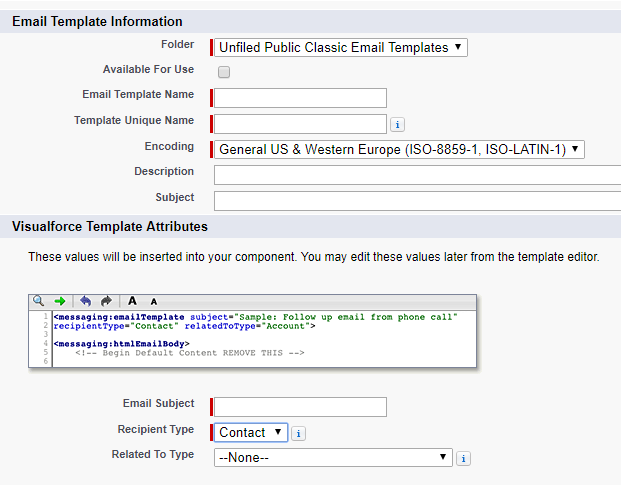 Email Template Information
Folder Unfiled Public Classic Email Templates
Available For Use
Email Template Name
Template Unique Name i
Encoding General US & Western Europe (ISO-8859-1, ISO-LATIN-1)
Description
Subject
Visualforce Template Attributes
These values will be inserted into your component. You may edit these values later from the template editor.
A A
1 <messaging:emailTemplate subject="Sample: Follow up email from phone call"
2 recipientType="Contact" relatedToType="Account">
3
4 <messaging:htmlEmailBody>
5 <!-- Begin Default Content REMOVE THIS -->
6
Email Subject
Recipient Type Contact i
Related To Type --None-- i